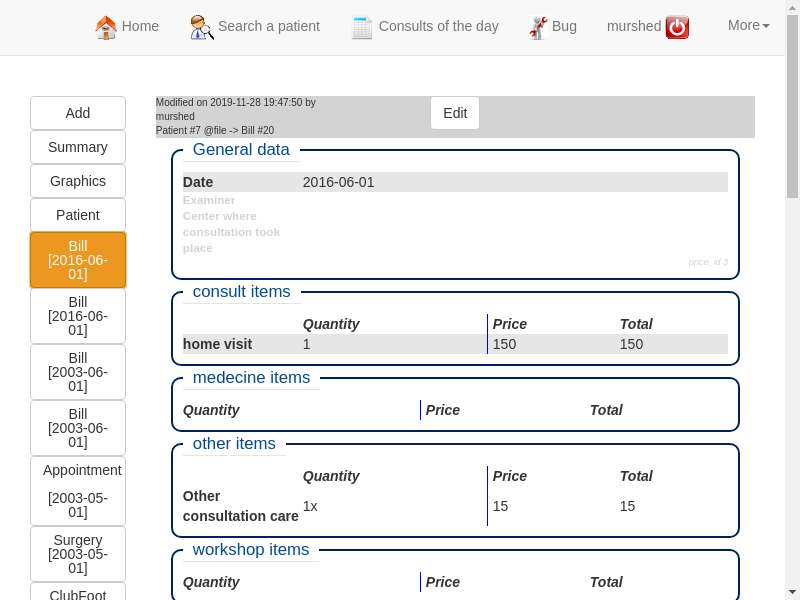 Home Search a patient Consults of the day Bug murshed More
Add
Summary
Graphics
Patient
Bill
[2016-06-
01]
Bill
[2016-06-
01]
Bill
[2003-06-
01]
Bill
[2003-06-
01]
Appointment
[2003-05-
01]
Surgery
[2003-05-
01]
ClubFoot
Modified on 2019-11-28 19:47:50 by
murshed
Patient #7 @file -> Bill #20
Edit
General data
Date 2016-06-01
Examiner
Center where
consultation took
place
price_id 3
consult items
Quantity Price Total
home visit 1 150 150
medecine items
Quantity Price Total
other items
Quantity Price Total
Other
consultation care 1x 15 15
workshop items
Quantity Price Total